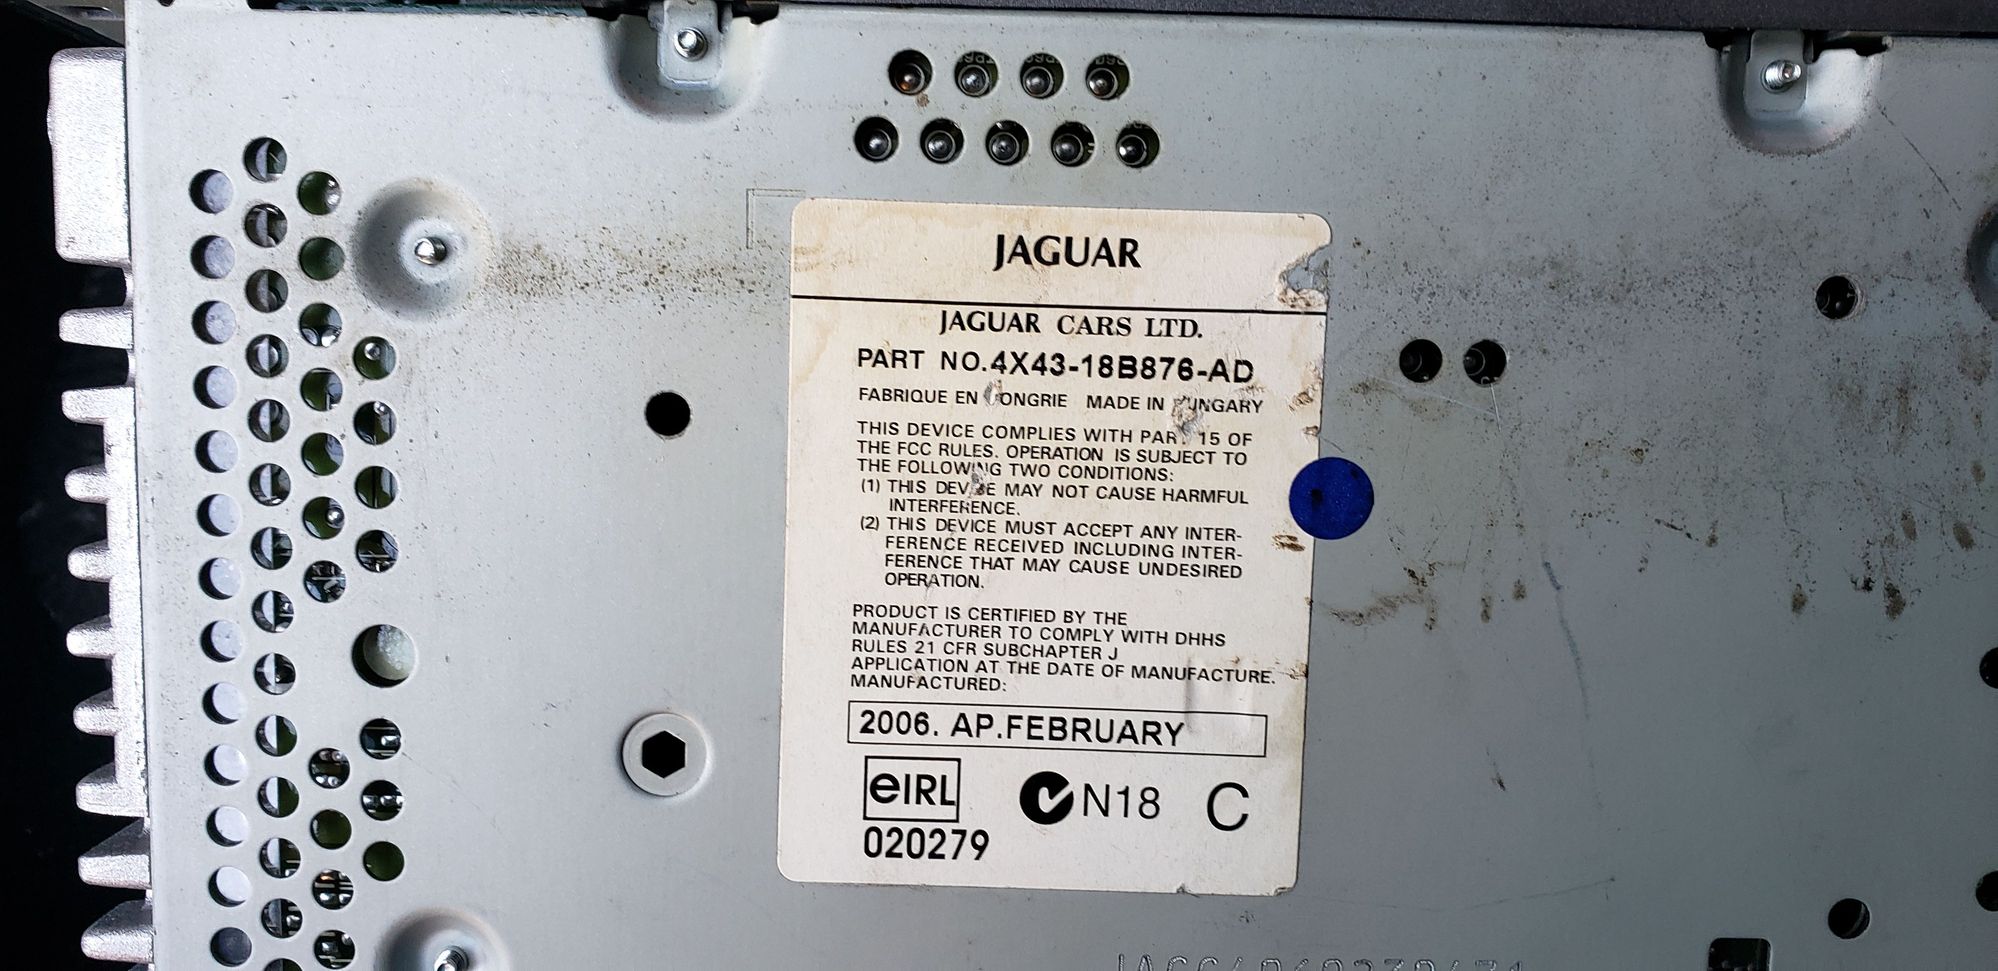 JAGUAR
JAGUAR CARS LTD.
PART NO.4X43-18B876-AD
FABRIQUE EN HONGRIE MADE IN HUNGARY
THIS DEVICE COMPLIES WITH PART 15 OF
THE FCC RULES. OPERATION IS SUBJECT TO
THE FOLLOWING TWO CONDITIONS:
(1) THIS DEVICE MAY NOT CAUSE HARMFUL
INTERFERENCE.
(2) THIS DEVICE MUST ACCEPT ANY INTER-
FERENCE RECEIVED INCLUDING INTER-
FERENCE THAT MAY CAUSE UNDESIRED
OPERATION.
PRODUCT IS CERTIFIED BY THE
MANUFACTURER TO COMPLY WITH DHHS
RULES 21 CFR SUBCHAPTER J
APPLICATION AT THE DATE OF MANUFACTURE.
MANUFACTURED:
2006. AP.FEBRUARY
eIRL
N18 C
020279